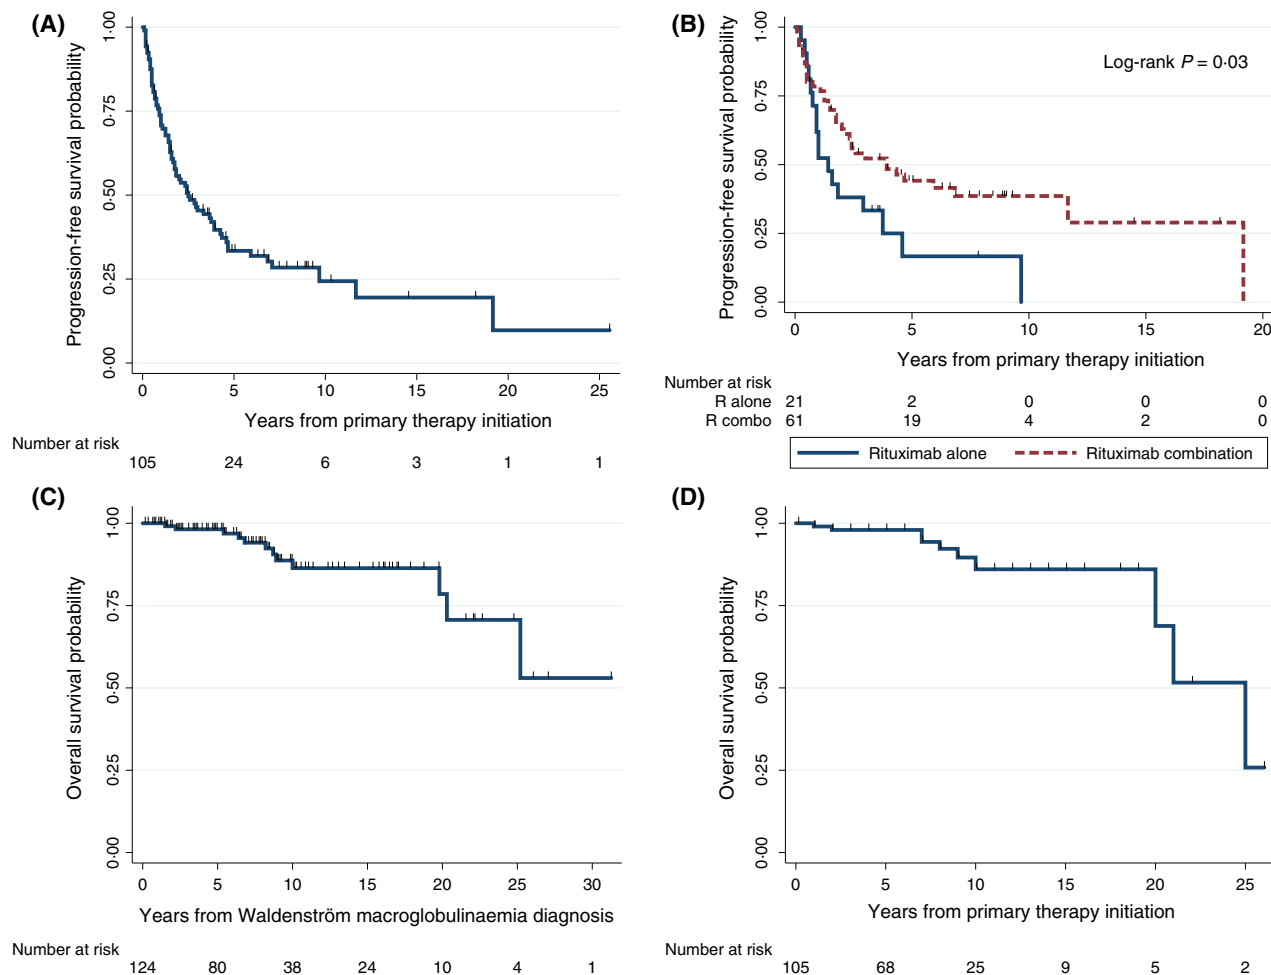 (A)
Progression-free survival probability
1·00
0·75
0·50
0·25
0·00
0 5 10 15 20 25
Years from primary therapy initiation
Number at risk
105 24 6 3 1 1
(B)
Progression-free survival probability
1·00
0·75
0·50
0·25
0·00
Log-rank P = 0·03
0 5 10 15 20
Years from primary therapy initiation
Number at risk
R alone 21 2 0 0 0
R combo 61 19 4 2 0
Rituximab alone Rituximab combination
(C)
Overall survival probability
1·00
0·75
0·50
0·25
0·00
0 5 10 15 20 25 30
Years from Waldenström macroglobulinaemia diagnosis
Number at risk
124 80 38 24 10 4 1
(D)
Overall survival probability
1·00
0·75
0·50
0·25
0·00
0 5 10 15 20 25
Years from primary therapy initiation
Number at risk
105 68 25 9 5 2